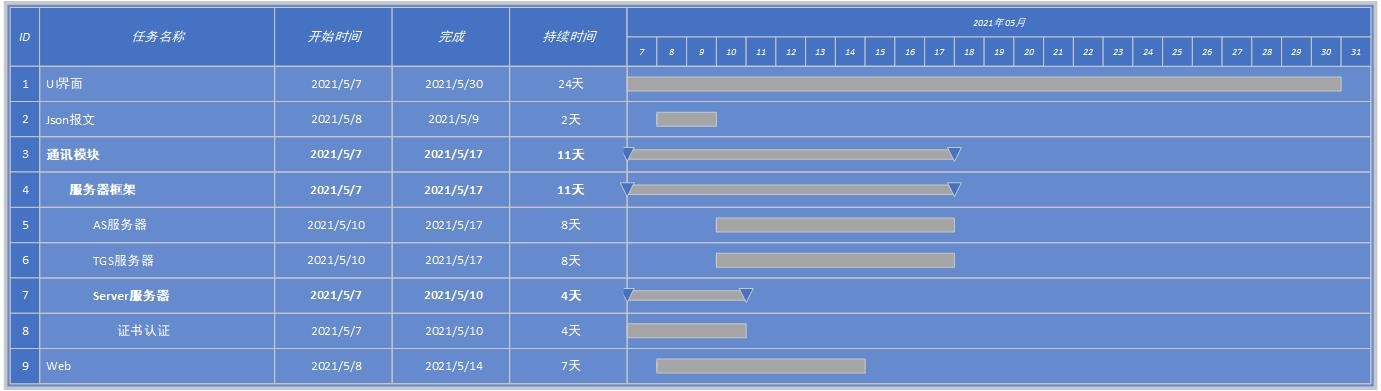 ID 任务名称 开始时间 完成 持续时间 2021年05月
7 8 9 10 11 12 13 14 15 16 17 18 19 20 21 22 23 24 25 26 27 28 29 30 31
1 UI界面 2021/5/7 2021/5/30 24天
2 Json报文 2021/5/8 2021/5/9 2天
3 通讯模块 2021/5/7 2021/5/17 11天
4 服务器框架 2021/5/7 2021/5/17 11天
5 AS服务器 2021/5/10 2021/5/17 8天
6 TGS服务器 2021/5/10 2021/5/17 8天
7 Server服务器 2021/5/7 2021/5/10 4天
8 证书认证 2021/5/7 2021/5/10 4天
9 Web 2021/5/8 2021/5/14 7天